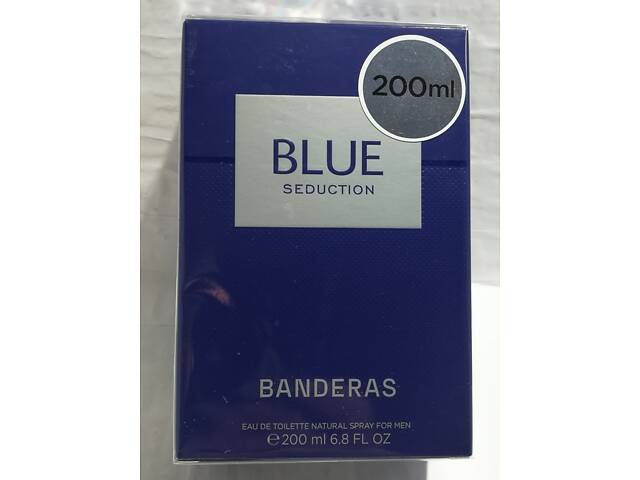 200ml
BLUE
SEDUCTION
BANDERAS
EAU DE TOILETTE NATURAL SPRAY FOR MEN
℮200 ml 6.8 FL OZ